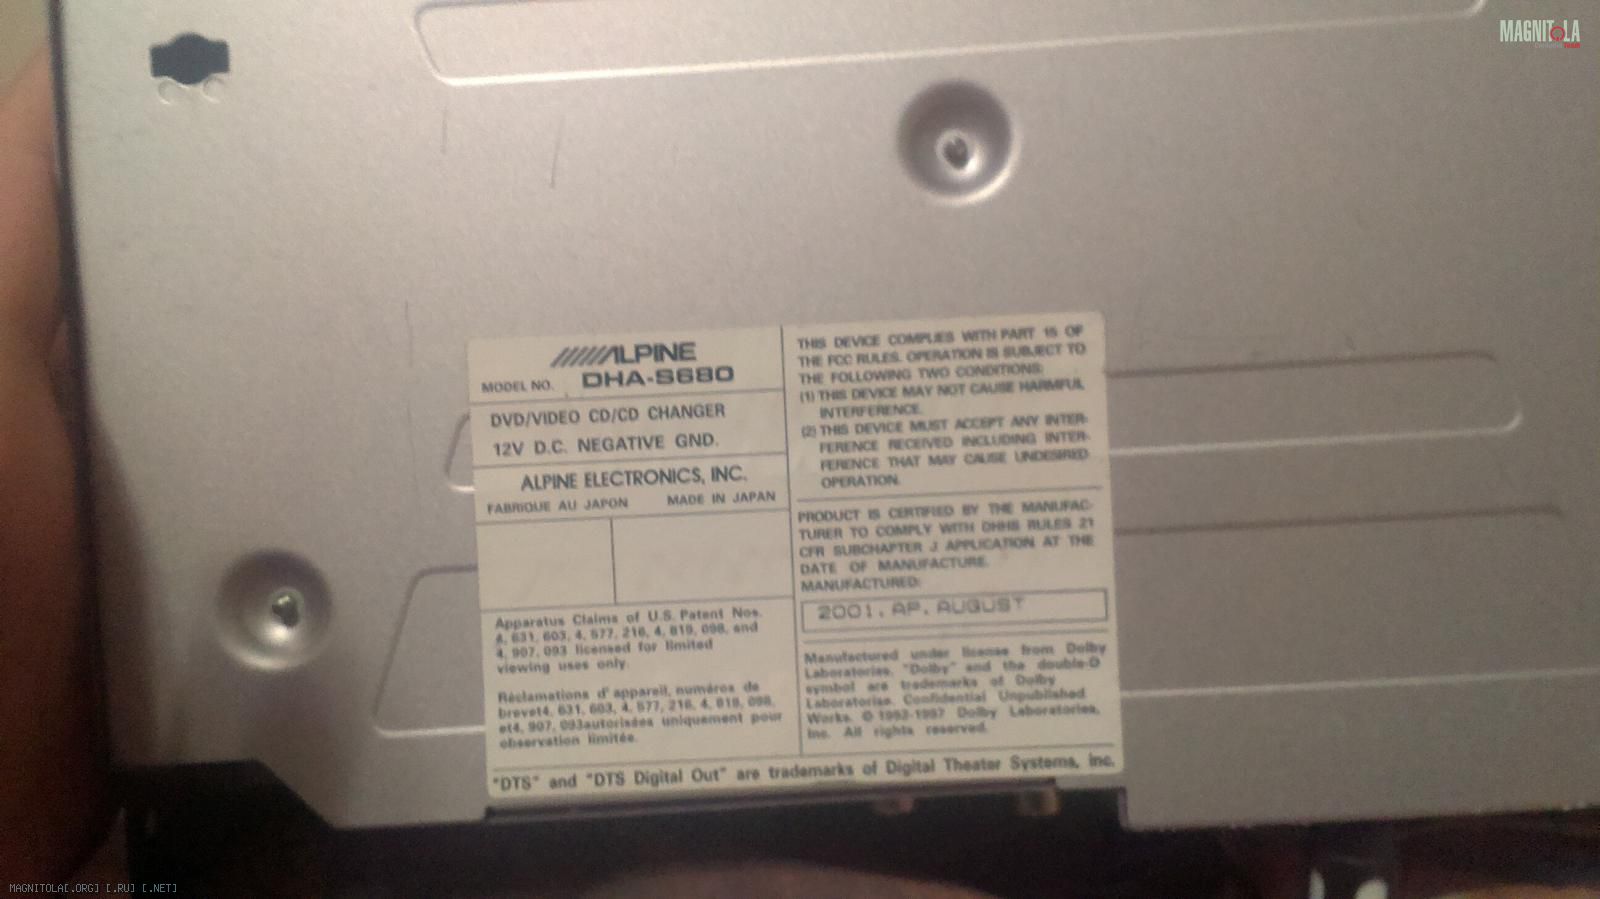 MAGNITOLA
Team
ALPINE
MODEL NO. DHA-S680
DVD/VIDEO CD/CD CHANGER
12V D.C. NEGATIVE GND.
ALPINE ELECTRONICS, INC.
FABRIQUE AU JAPON MADE IN JAPAN
Apparatus Claims of U.S. Patent Nos.
4, 631, 603, 4, 577, 216, 4, 819, 098, and
4, 907, 093 licensed for limited
viewing uses only.
Réclamations d' appareil, numéros de
brevet4, 631, 603, 4, 577, 216, 4, 819, 098,
et4, 907, 093autorisées uniquement pour
observation limitée.
THIS DEVICE COMPLIES WITH PART 15 OF
THE FCC RULES. OPERATION IS SUBJECT TO
THE FOLLOWING TWO CONDITIONS:
(1) THIS DEVICE MAY NOT CAUSE HARMFUL
INTERFERENCE.
(2) THIS DEVICE MUST ACCEPT ANY INTER-
FERENCE RECEIVED INCLUDING INTER-
FERENCE THAT MAY CAUSE UNDESIRED
OPERATION.
PRODUCT IS CERTIFIED BY THE MANUFAC-
TURER TO COMPLY WITH DHHS RULES 21
CFR SUBCHAPTER J APPLICATION AT THE
DATE OF MANUFACTURE.
MANUFACTURED:
2001. AP. AUGUST
Manufactured under license from Dolby
Laboratories. "Dolby" and the double-D
symbol are trademarks of Dolby
Laboratories. Confidential Unpublished
Works. © 1992-1997 Dolby Laboratories,
Inc. All rights reserved.
"DTS" and "DTS Digital Out" are trademarks of Digital Theater Systems, Inc.
MAGNITOLA[.ORG] [.RU] [.NET]